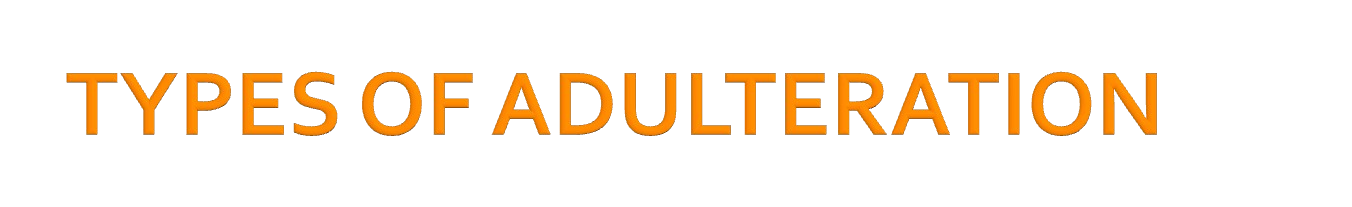 TYPES OF ADULTERATION